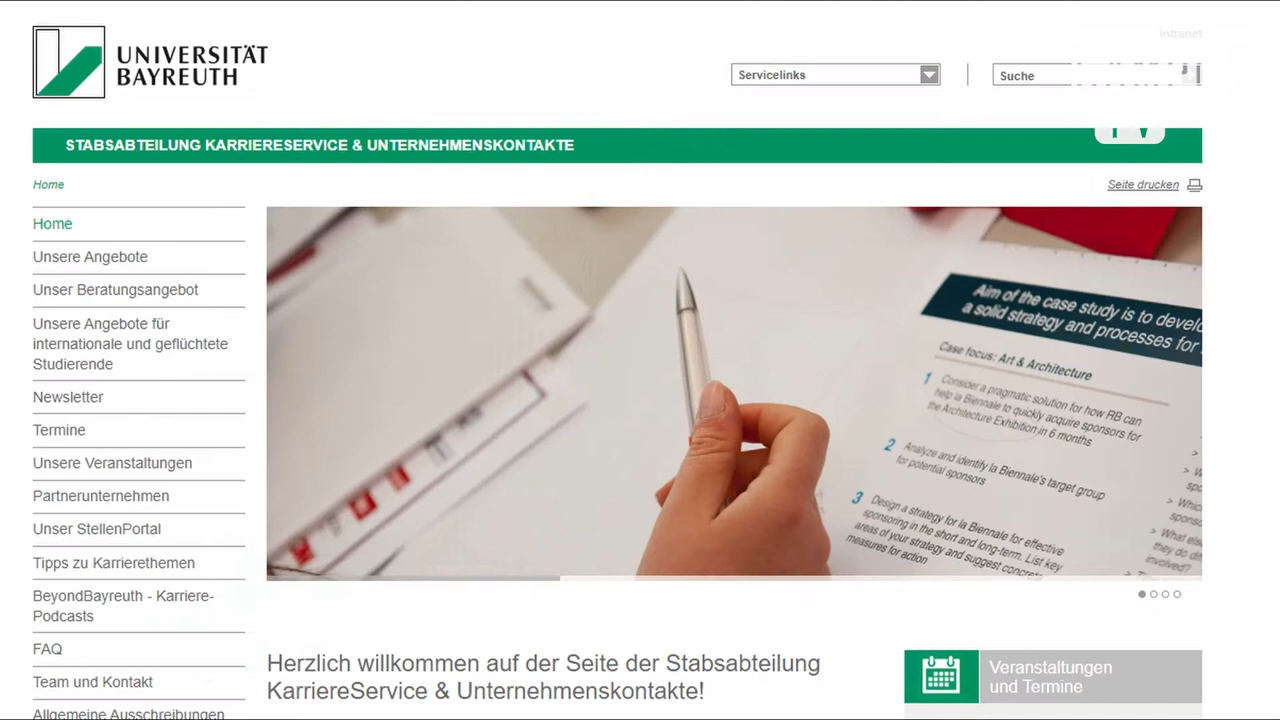 UNIVERSITÄT
BAYREUTH
Intranet
Servicelinks
Suche
STABSABTEILUNG KARRIERESERVICE & UNTERNEHMENSKONTAKTE
Home
Seite drucken
Home
Unsere Angebote
Unser Beratungsangebot
Unsere Angebote für
internationale und geflüchtete
Studierende
Newsletter
Termine
Unsere Veranstaltungen
Partnerunternehmen
Unser StellenPortal
Tipps zu Karrierethemen
BeyondBayreuth - Karriere-
Podcasts
FAQ
Team und Kontakt
Allgemeine Ausschreibungen
Aim of the case study is to develo
a solid strategy and processes for
Case focus: Art & Architecture
1 Consider a pragmatic solution for how RB can
help la Biennale to quickly acquire sponsors for
the Architecture Exhibition in 6 months
2 Analyze and identify la Biennale's target group
for potential sponsors
3 Design a strategy for la Biennale for effective
sponsoring in the short and long-term. List key
areas of your strategy and suggest concrete
measures for action
Herzlich willkommen auf der Seite der Stabsabteilung
KarriereService & Unternehmenskontakte!
Veranstaltungen
und Termine